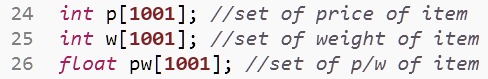 24 int p[1001]; //set of price of item
25 int w[1001]; //set of weight of item
26 float pw[1001]; //set of p/w of item